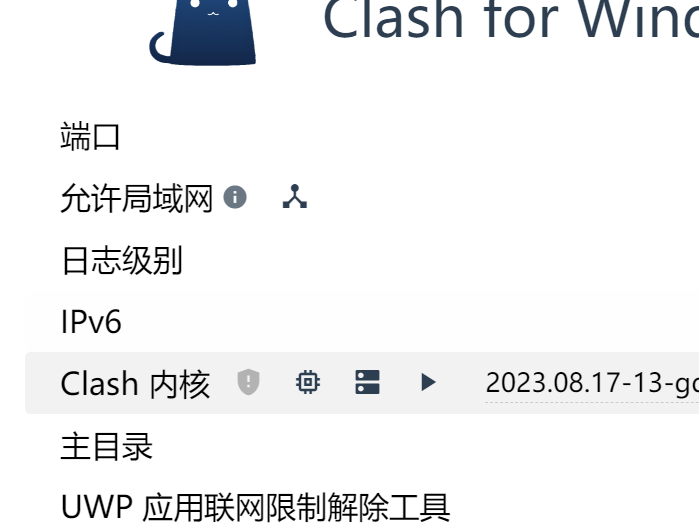 Clash for Win
端口
允许局域网
日志级别
IPv6
Clash 内核 2023.08.17-13-g
主目录
UWP 应用联网限制解除工具